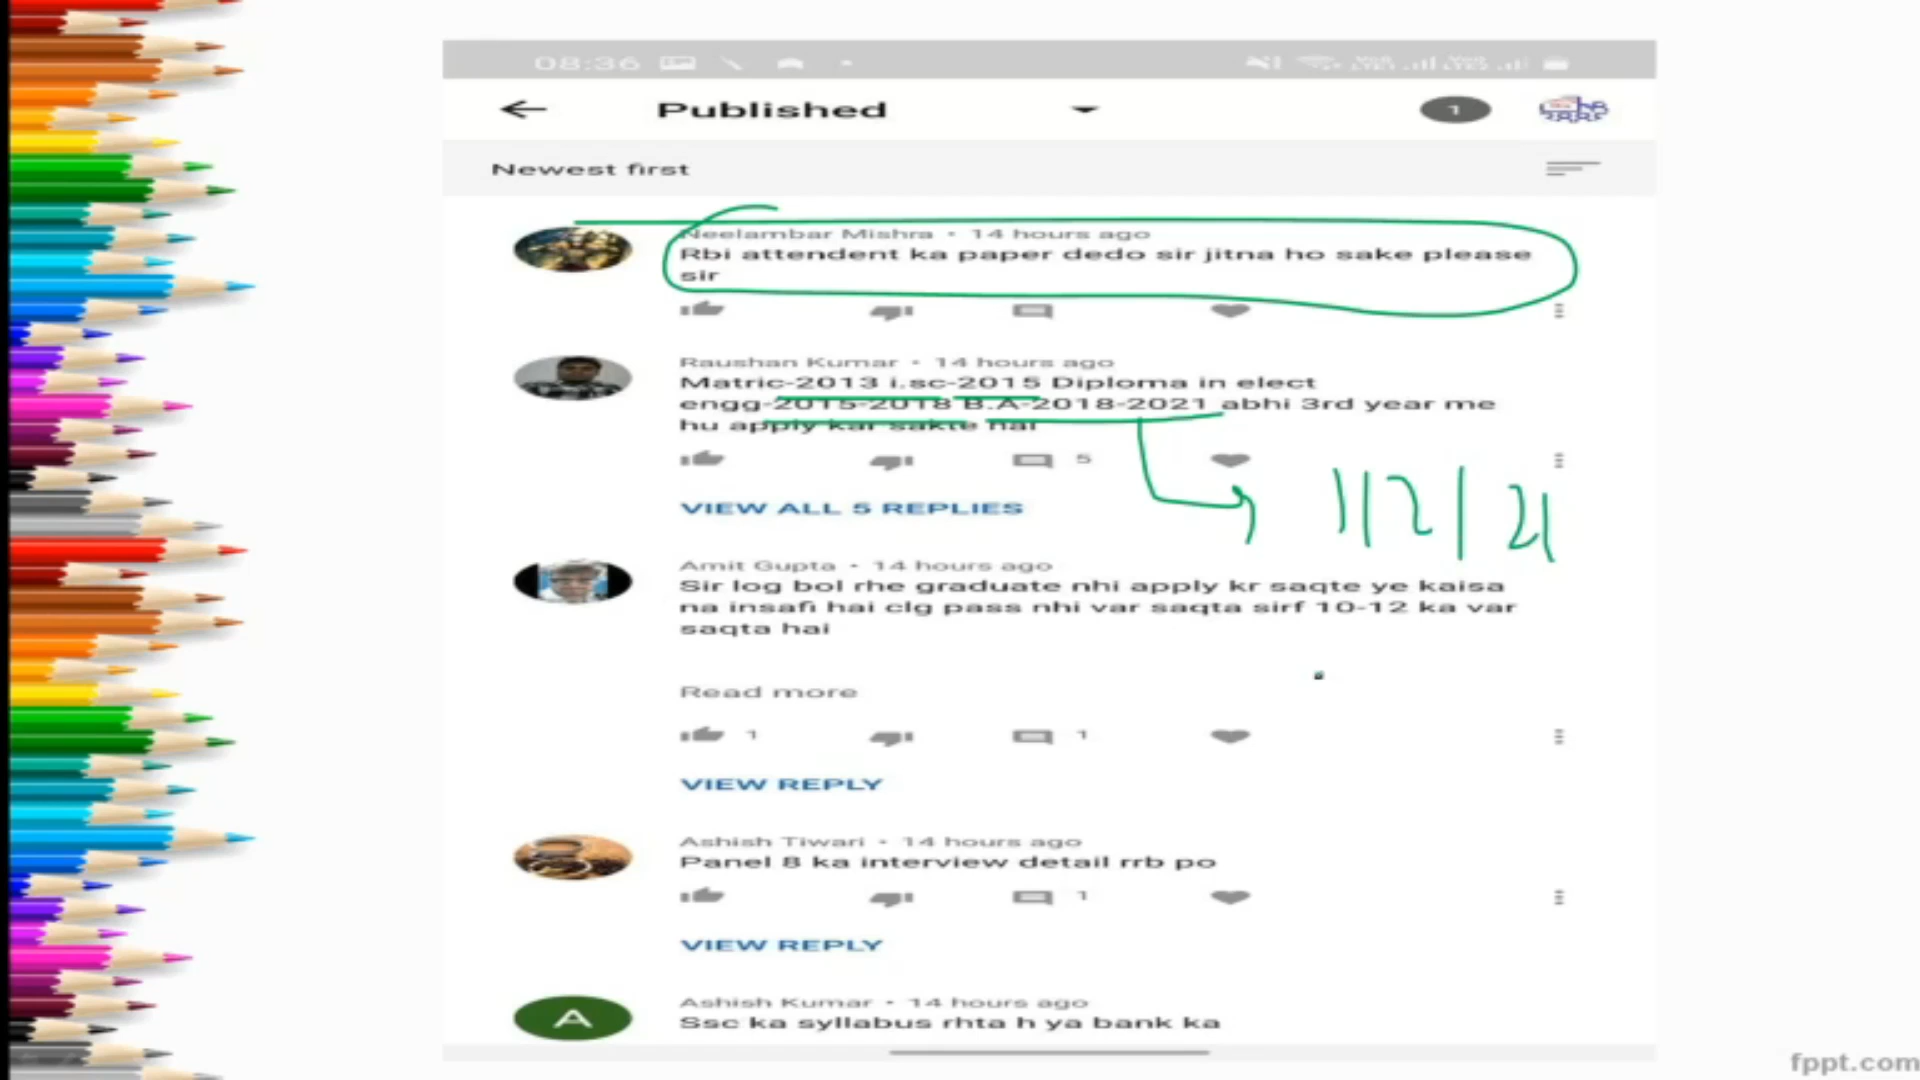 08:36
Published
1
Newest first
Neelambar Mishra • 14 hours ago
Rbi attendent ka paper dedo sir jitna ho sake please
sir
Raushan Kumar • 14 hours ago
Matric-2013 i.sc-2015 Diploma in elect
engg-2015-2018 B.A-2018-2021 abhi 3rd year me
hu apply kar sakte hai
5
VIEW ALL 5 REPLIES
1/2/21
Amit Gupta • 14 hours ago
Sir log bol rhe graduate nhi apply kr saqte ye kaisa
na insafi hai clg pass nhi var saqta sirf 10-12 ka var
saqta hai
Read more
1 1
VIEW REPLY
Ashish Tiwari • 14 hours ago
Panel 8 ka interview detail rrb po
1
VIEW REPLY
A
Ashish Kumar • 14 hours ago
Ssc ka syllabus rhta h ya bank ka
fppt.com